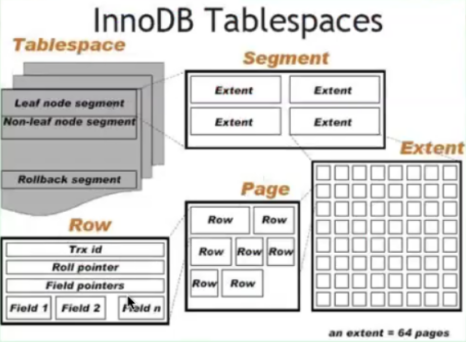 InnoDB Tablespaces
Tablespace
Segment
Leaf node segment
Non-leaf node segment
Rollback segment
Extent Extent
Extent Extent
Extent
Row
Page
Trx id
Roll pointer
Field pointers
Field 1 Field 2 Field n
Row Row
Row Row Row
Row Row
an extent = 64 pages